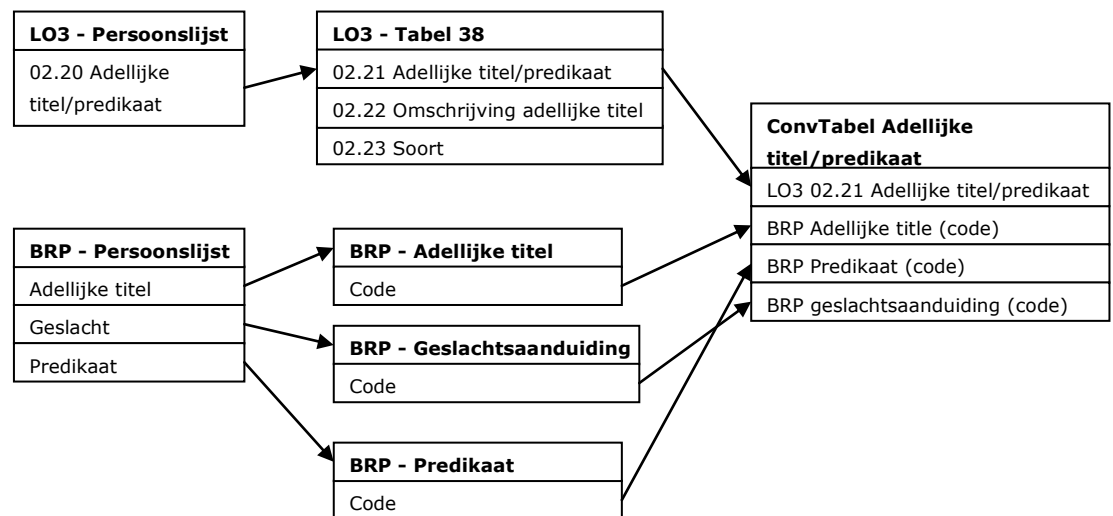 LO3 - Persoonslijst
02.20 Adellijke
titel/predikaat
LO3 - Tabel 38
02.21 Adellijke titel/predikaat
02.22 Omschrijving adellijke titel
02.23 Soort
ConvTabel Adellijke
titel/predikaat
LO3 02.21 Adellijke titel/predikaat
BRP Adellijke title (code)
BRP Predikaat (code)
BRP geslachtsaanduiding (code)
BRP - Persoonslijst
Adellijke titel
Geslacht
Predikaat
BRP - Adellijke titel
Code
BRP - Geslachtsaanduiding
Code
BRP - Predikaat
Code